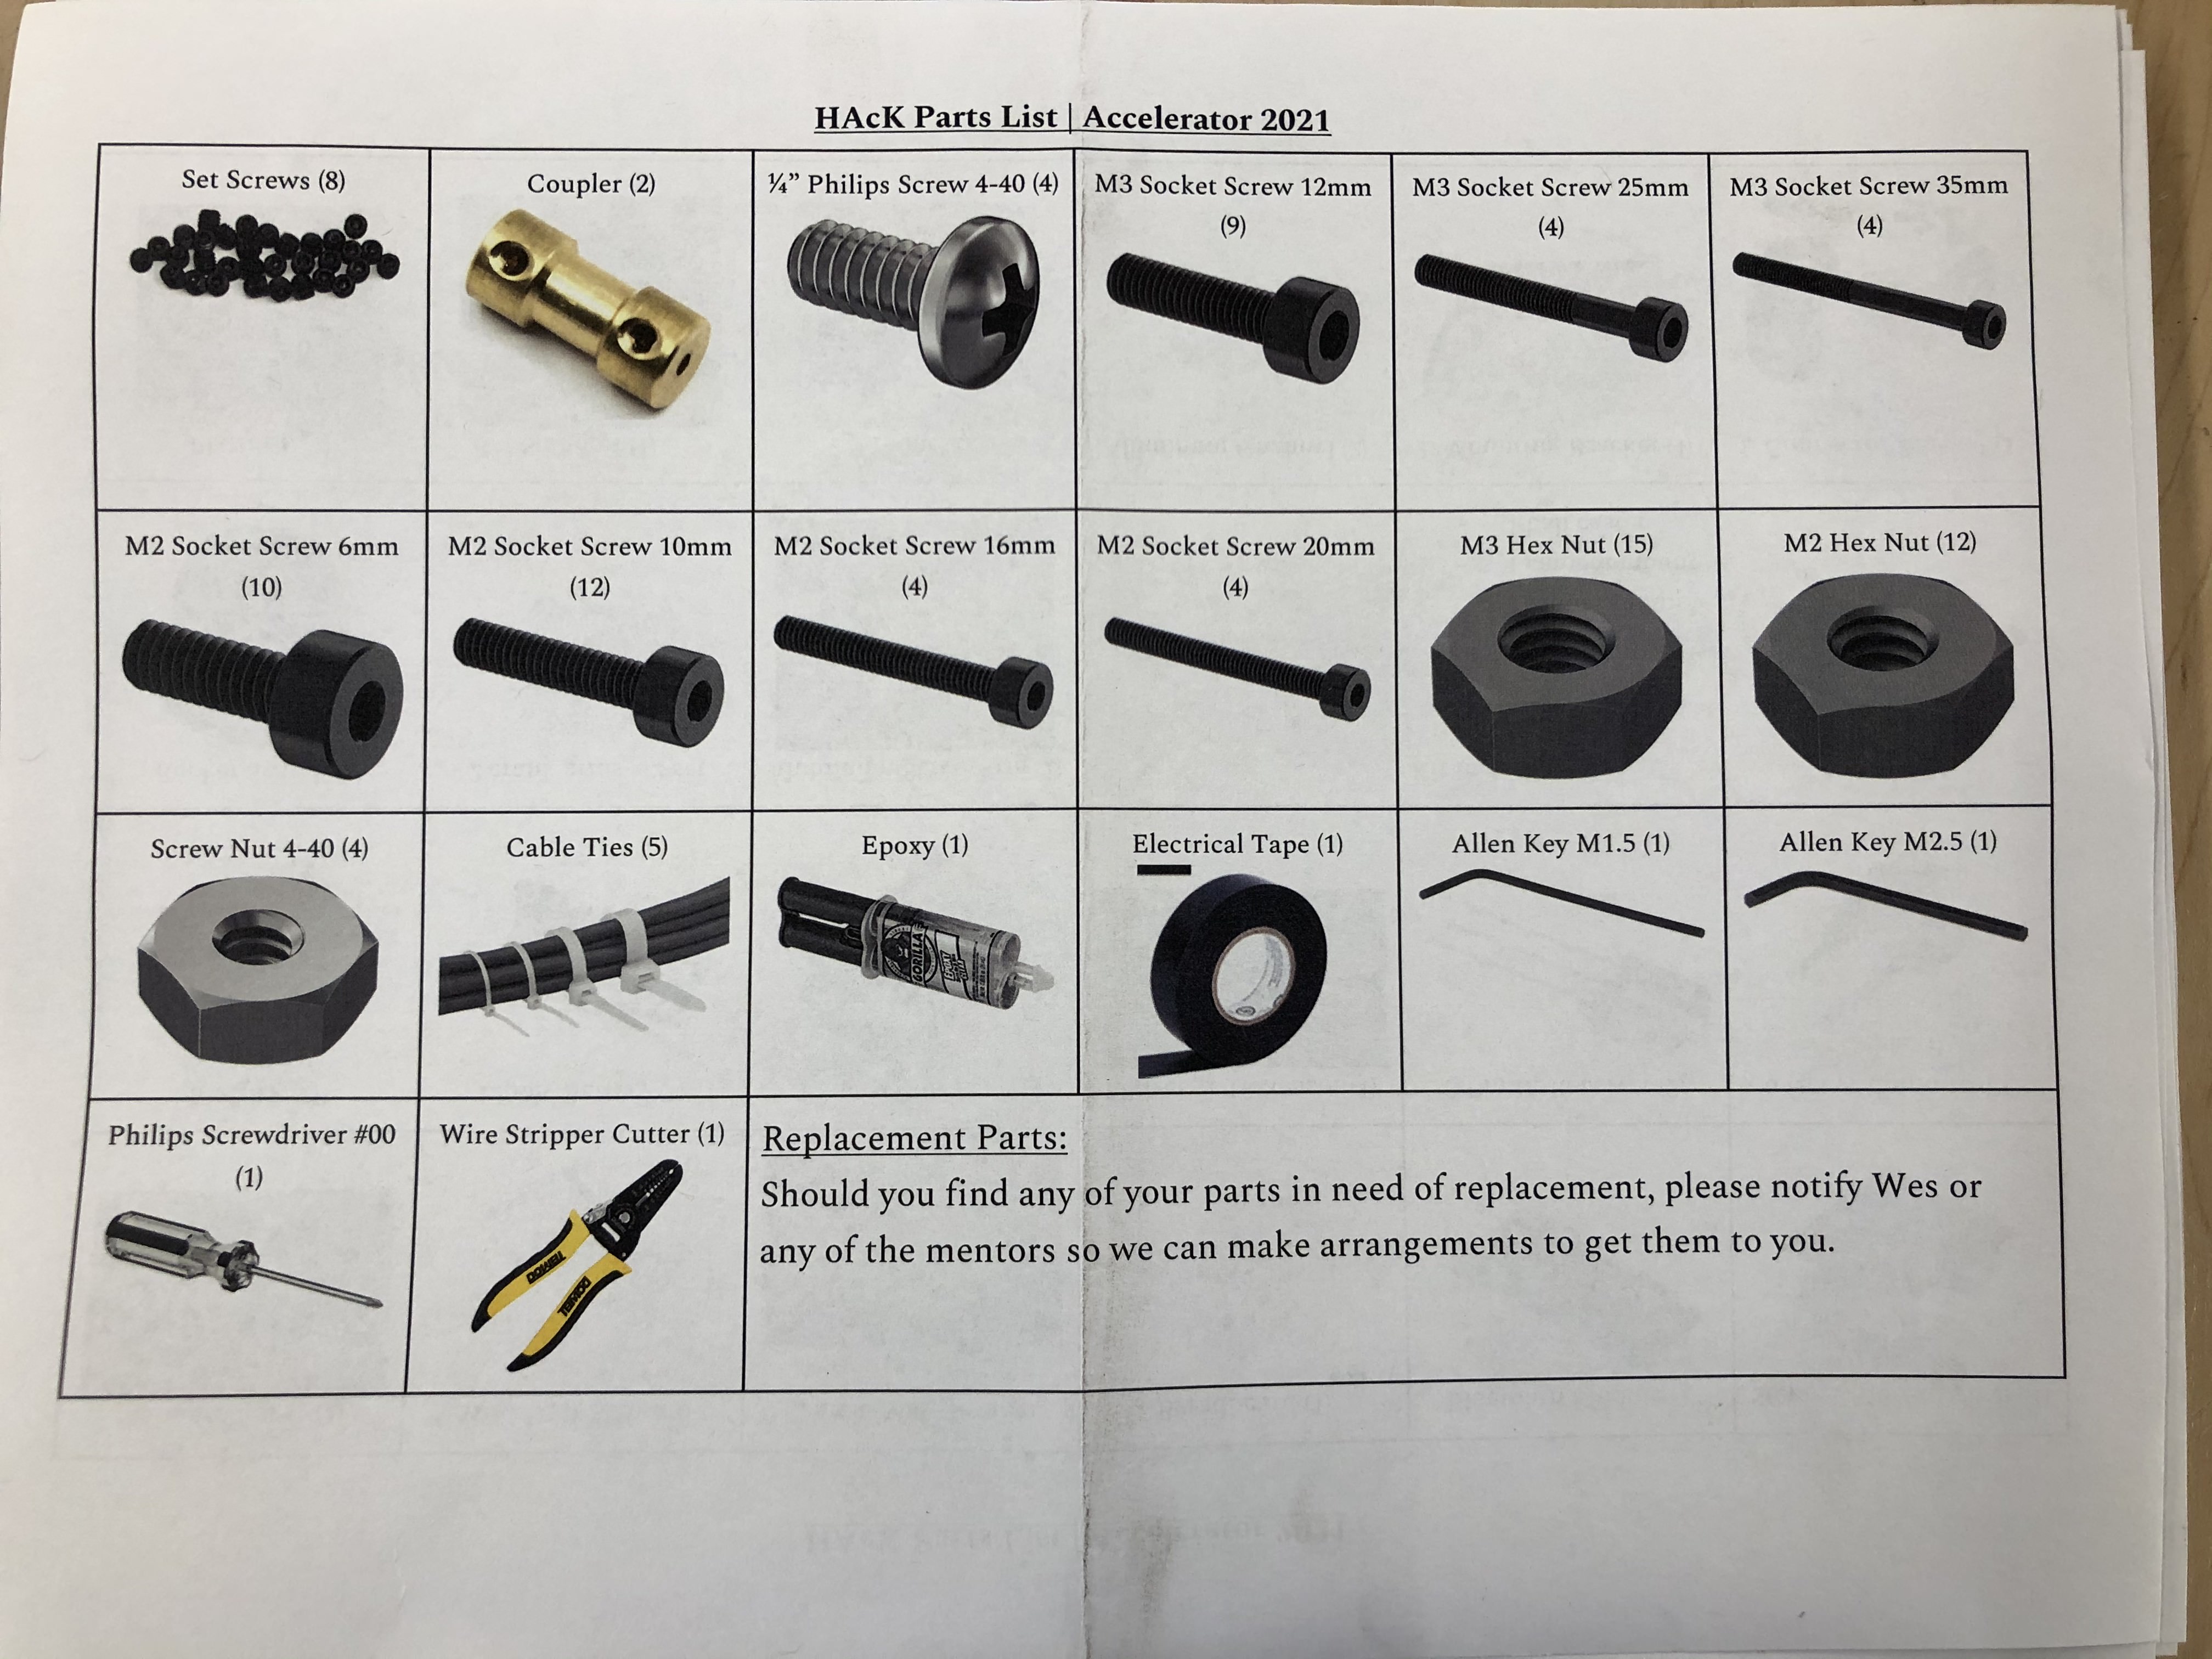 HAcK Parts List | Accelerator 2021
Set Screws (8)
Coupler (2)
¼” Philips Screw 4-40 (4)
M3 Socket Screw 12mm
(9)
M3 Socket Screw 25mm
(4)
M3 Socket Screw 35mm
(4)
M2 Socket Screw 6mm
(10)
M2 Socket Screw 10mm
(12)
M2 Socket Screw 16mm
(4)
M2 Socket Screw 20mm
(4)
M3 Hex Nut (15)
M2 Hex Nut (12)
Screw Nut 4-40 (4)
Cable Ties (5)
Epoxy (1)
GORILLA
Electrical Tape (1)
Allen Key M1.5 (1)
Allen Key M2.5 (1)
Philips Screwdriver #00
(1)
Wire Stripper Cutter (1)
DOWELL
DOWELL
Replacement Parts:
Should you find any of your parts in need of replacement, please notify Wes or
any of the mentors so we can make arrangements to get them to you.